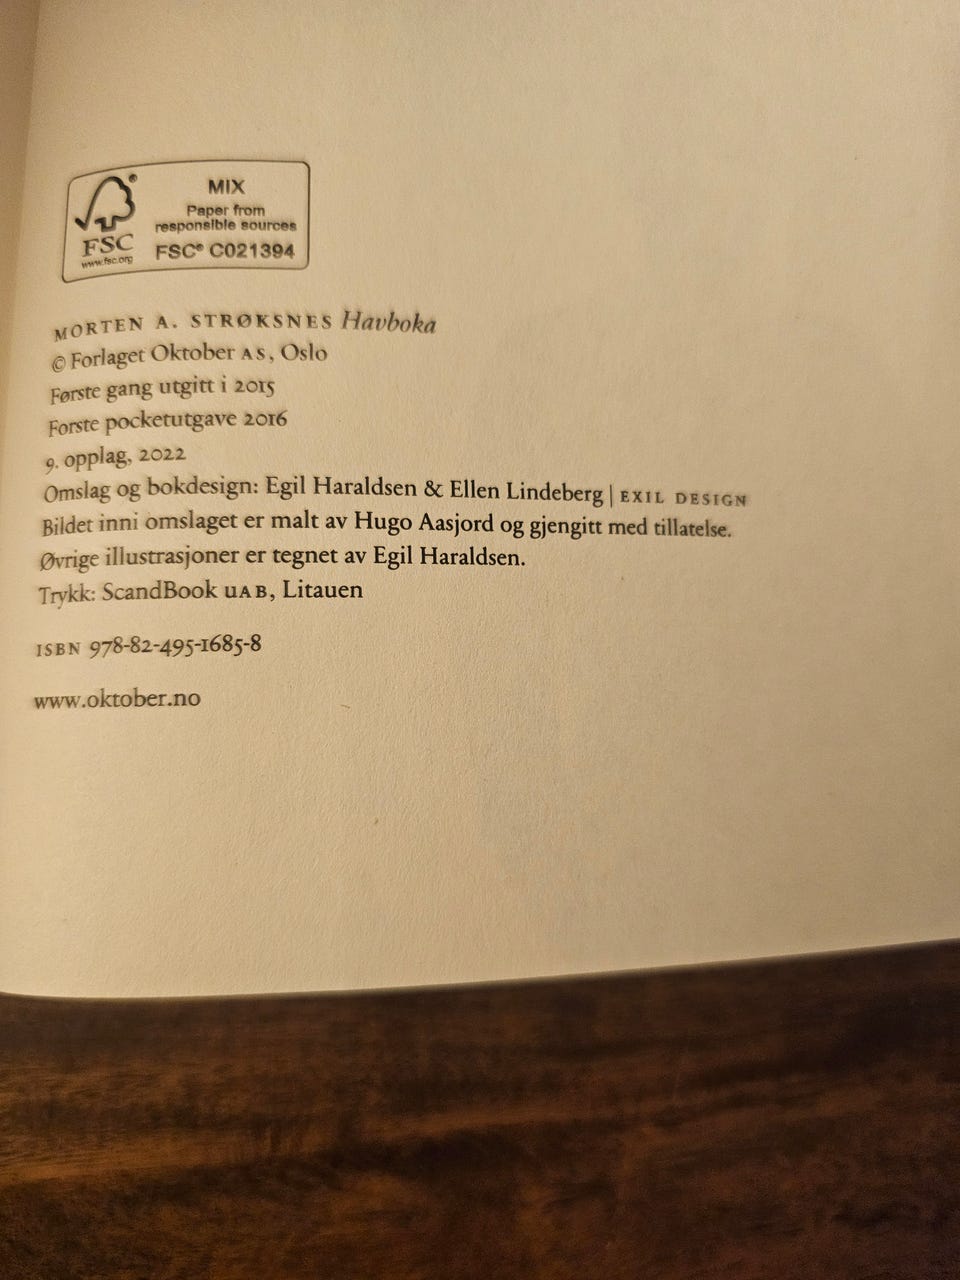 MIX
Paper from
responsible sources
FSC® C021394
®
FSC
www.fsc.org
MORTEN A. STRØKSNES Havboka
© Forlaget Oktober AS, Oslo
Første gang utgitt i 2015
Første pocketutgave 2016
9. opplag, 2022
Omslag og bokdesign: Egil Haraldsen & Ellen Lindeberg | EXIL DESIGN
Bildet inni omslaget er malt av Hugo Aasjord og gjengitt med tillatelse.
Øvrige illustrasjoner er tegnet av Egil Haraldsen.
Trykk: ScandBook UAB, Litauen
ISBN 978-82-495-1685-8
www.oktober.no